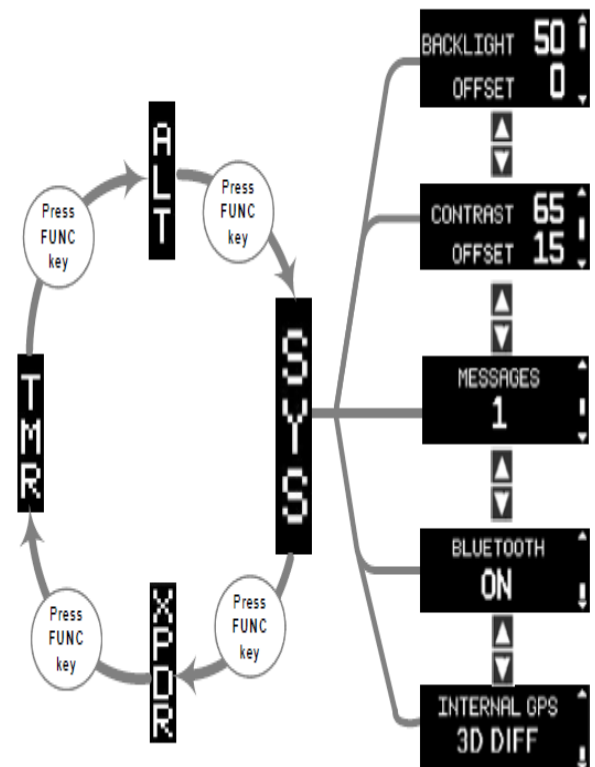 ALT
Press
FUNC
key
Press
FUNC
key
SYS
TMR
XPDR
Press
FUNC
key
Press
FUNC
key
BACKLIGHT 50
OFFSET 0
CONTRAST 65
OFFSET 15
MESSAGES
1
BLUETOOTH
ON
INTERNAL GPS
3D DIFF